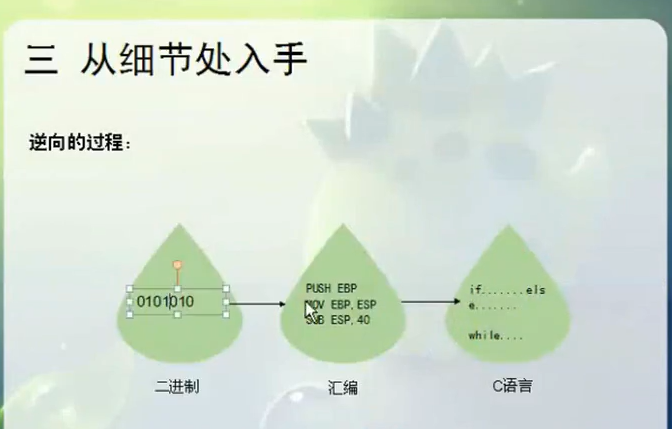 三 从细节处入手
逆向的过程：
0101010
PUSH EBP
MOV EBP,ESP
SUB ESP,40
if.......els
e.......
while....
二进制
汇编
C语言